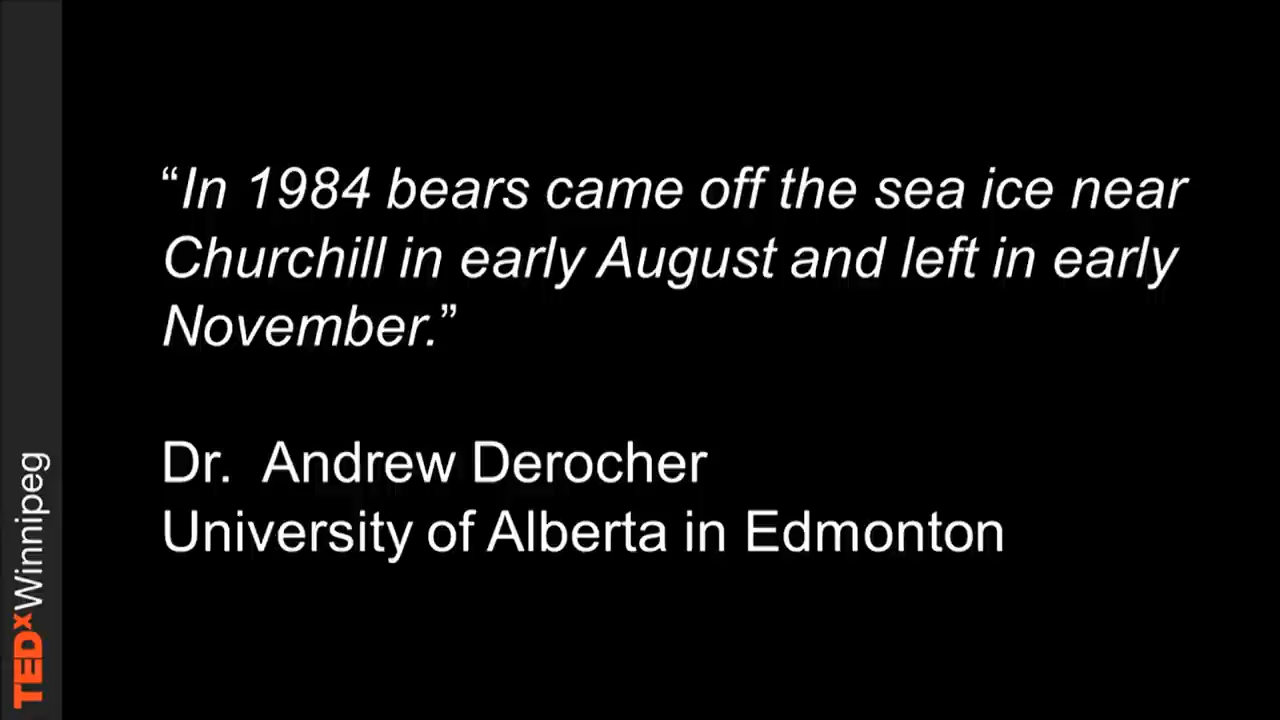 “In 1984 bears came off the sea ice near
Churchill in early August and left in early
November.”
Dr.  Andrew Derocher
University of Alberta in Edmonton
TEDxWinnipeg